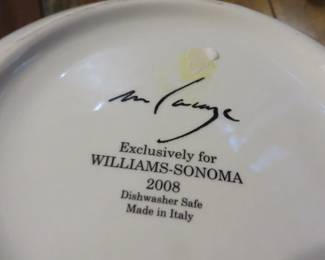 Exclusively for
WILLIAMS-SONOMA
2008
Dishwasher Safe
Made in Italy